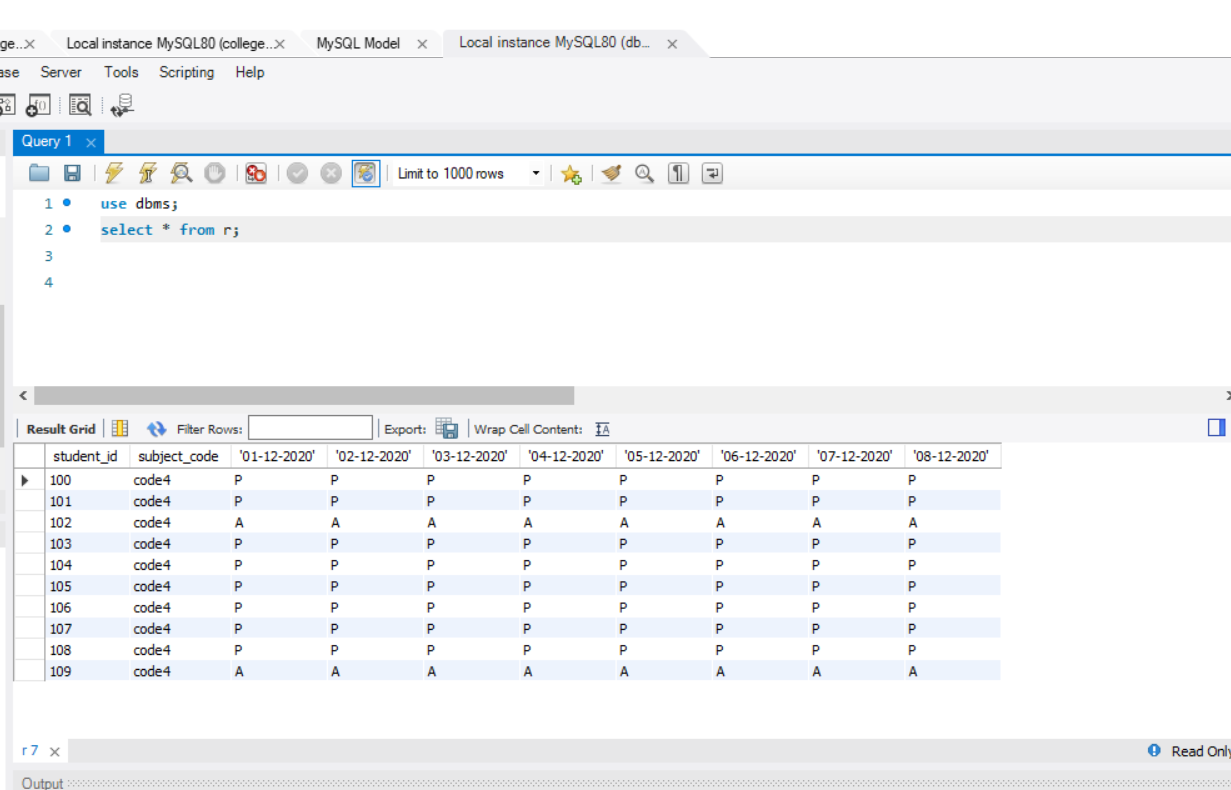 ge..× Local instance MySQL80 (college..× MySQL Model × Local instance MySQL80 (db... ×
ase Server Tools Scripting Help
Query 1 ×
Limit to 1000 rows
1 use dbms;
2 select * from r;
3
4
Result Grid Filter Rows: Export: Wrap Cell Content:
student_id subject_code '01-12-2020' '02-12-2020' '03-12-2020' '04-12-2020' '05-12-2020' '06-12-2020' '07-12-2020' '08-12-2020'
100 code4 P P P P P P P P
101 code4 P P P P P P P P
102 code4 A A A A A A A A
103 code4 P P P P P P P P
104 code4 P P P P P P P P
105 code4 P P P P P P P P
106 code4 P P P P P P P P
107 code4 P P P P P P P P
108 code4 P P P P P P P P
109 code4 A A A A A A A A
r 7 × Read Only
Output